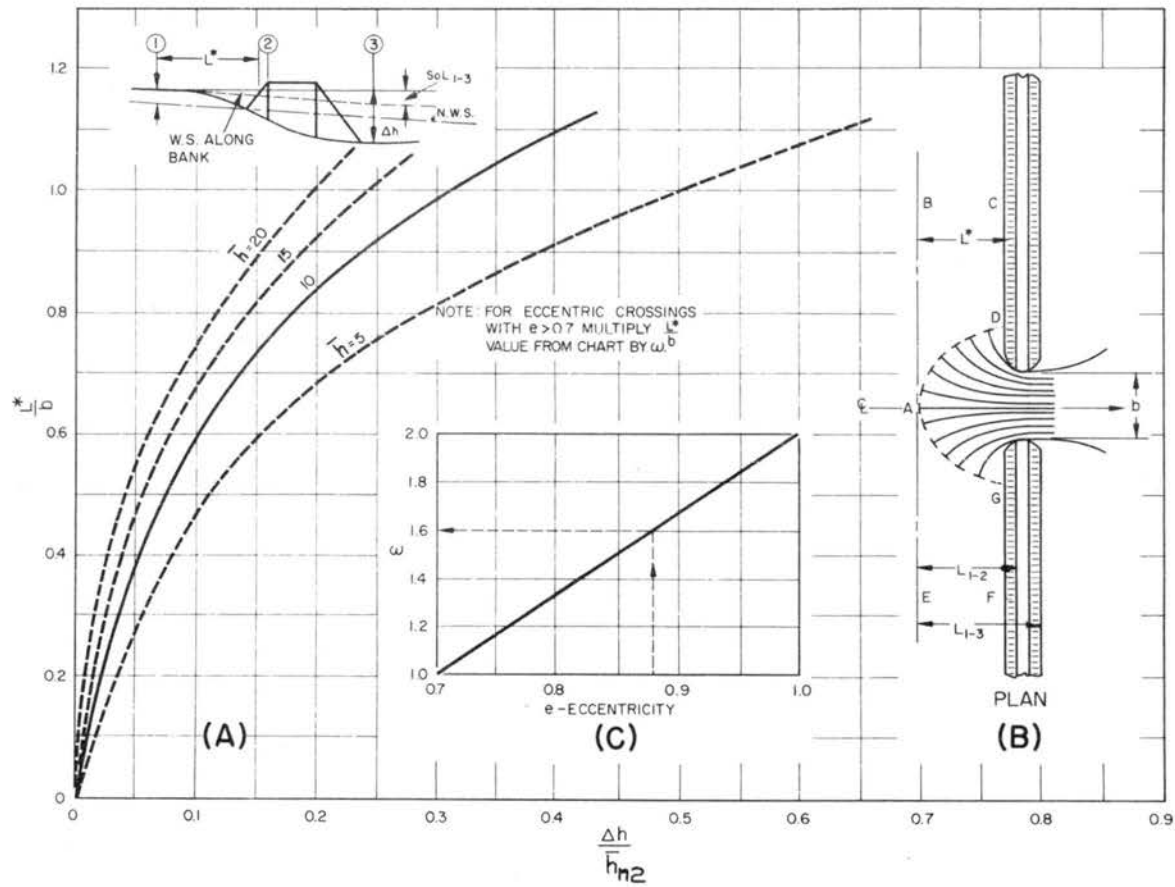 1 2 3
L*
SoL1-3
N.W.S.
Δh
W.S. ALONG
BANK
1.2
1.0
0.8
0.6
0.4
0.2
0
L*/b
h̅=20
15
10
h̅=5
NOTE: FOR ECCENTRIC CROSSINGS
WITH e>0.7 MULTIPLY L*/b
VALUE FROM CHART BY ω.
2.0
1.8
1.6
1.4
1.2
1.0
ω
0.7 0.8 0.9 1.0
e-ECCENTRICITY
B C
L*
D
℄ A b
G
L1-2
E F
L1-3
PLAN
(A) (C) (B)
0 0.1 0.2 0.3 0.4 0.5 0.6 0.7 0.8 0.9
Δh
h̅n2